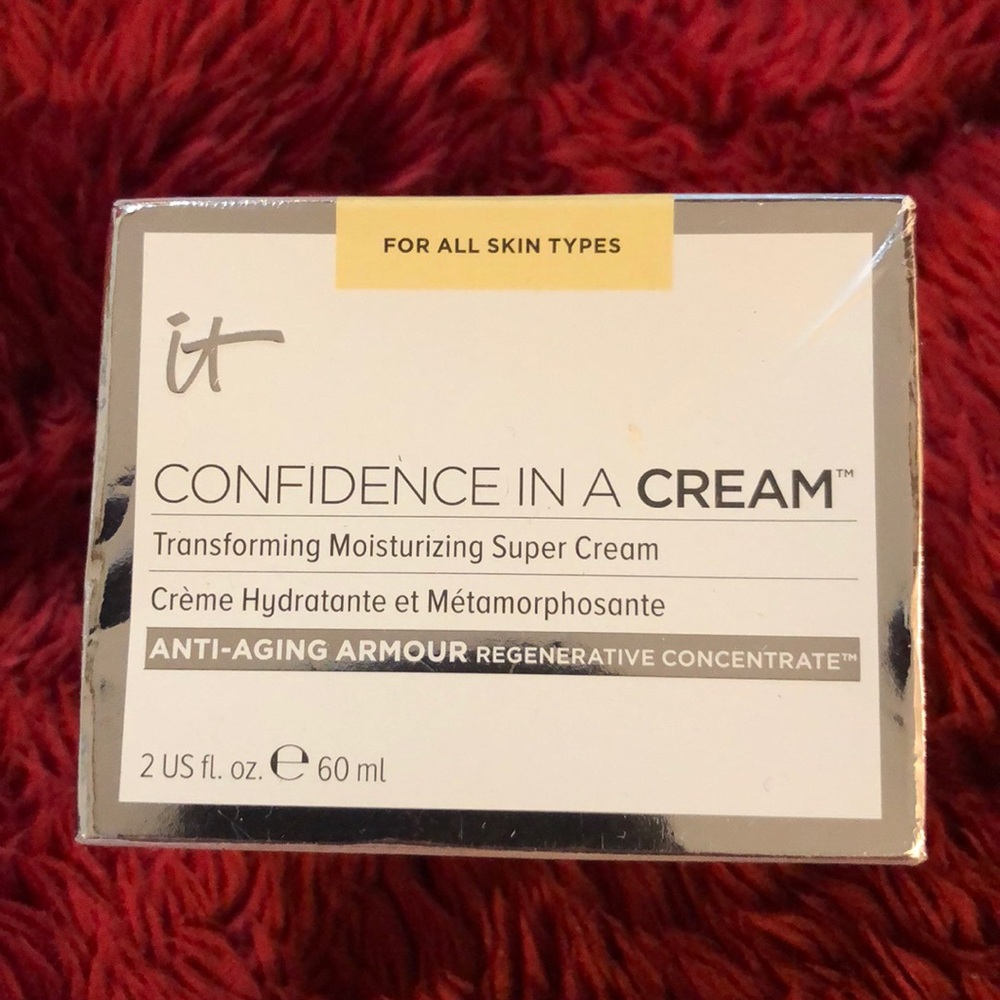 FOR ALL SKIN TYPES
it
CONFIDENCE IN A CREAM™
Transforming Moisturizing Super Cream
Crème Hydratante et Métamorphosante
ANTI-AGING ARMOUR REGENERATIVE CONCENTRATE™
2 US fl. oz. ℮ 60 ml